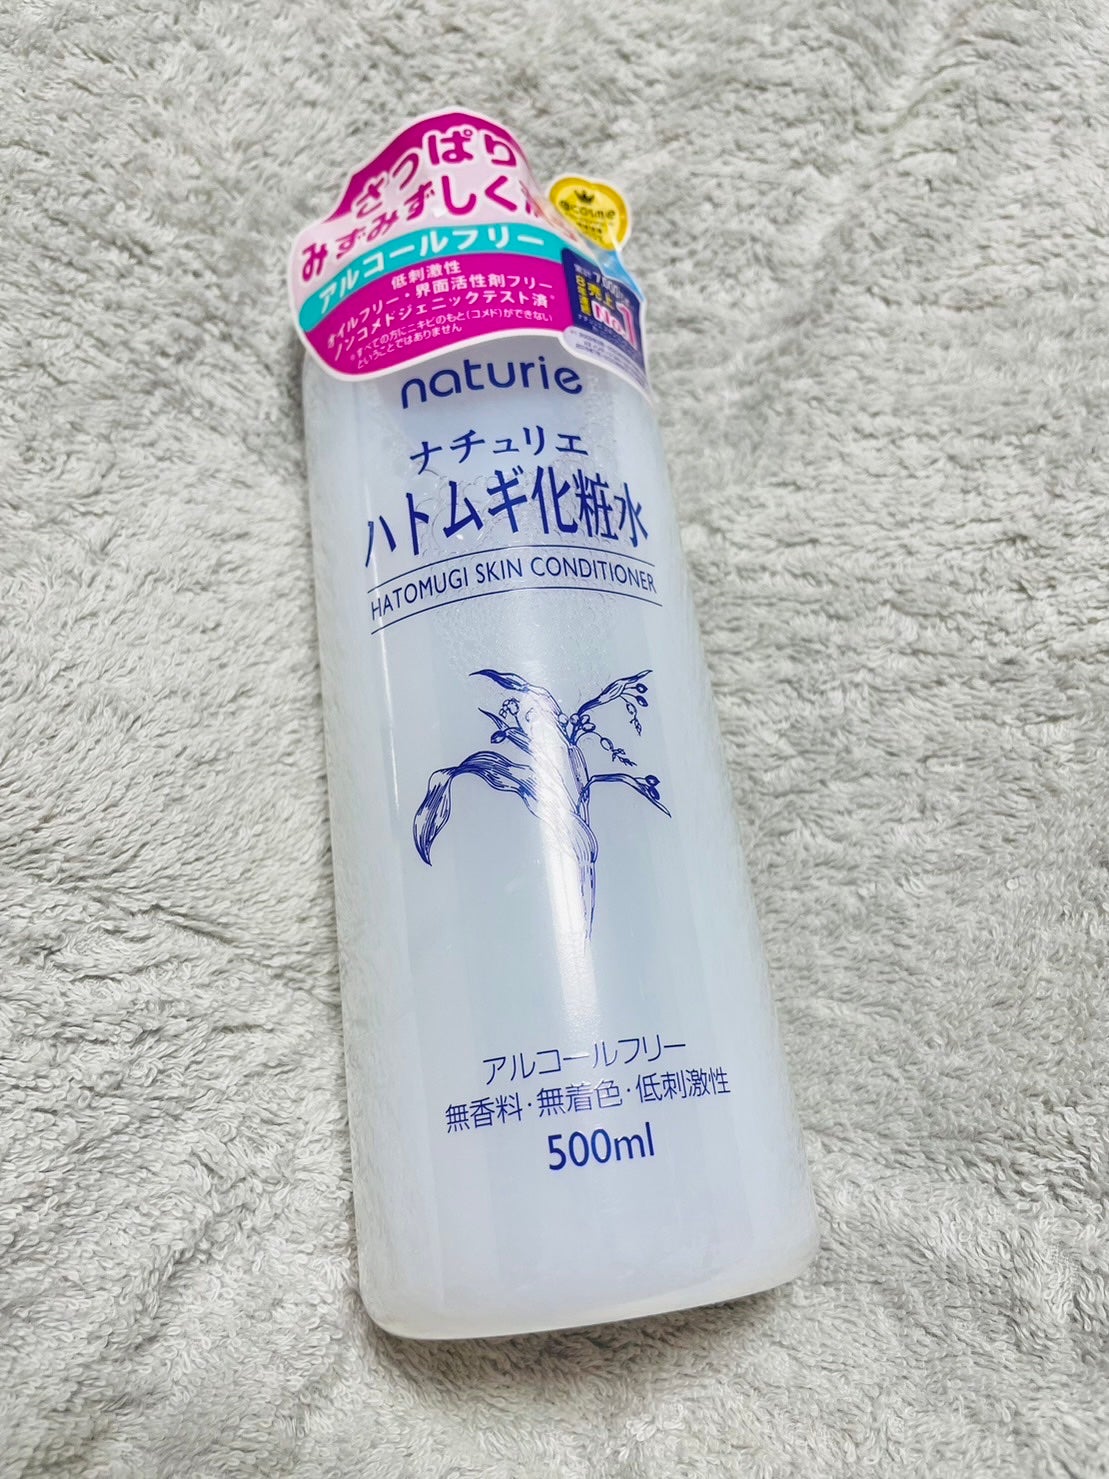 さっぱり
みずみずしく
アルコールフリー
低刺激性
オイルフリー・界面活性剤フリー
ノンコメドジェニックテスト済*
*すべての方にニキビのもと(コメド)ができない
ということではありません
@cosme
売上
No.1
naturie
ナチュリエ
ハトムギ化粧水
HATOMUGI SKIN CONDITIONER
アルコールフリー
無香料・無着色・低刺激性
500ml